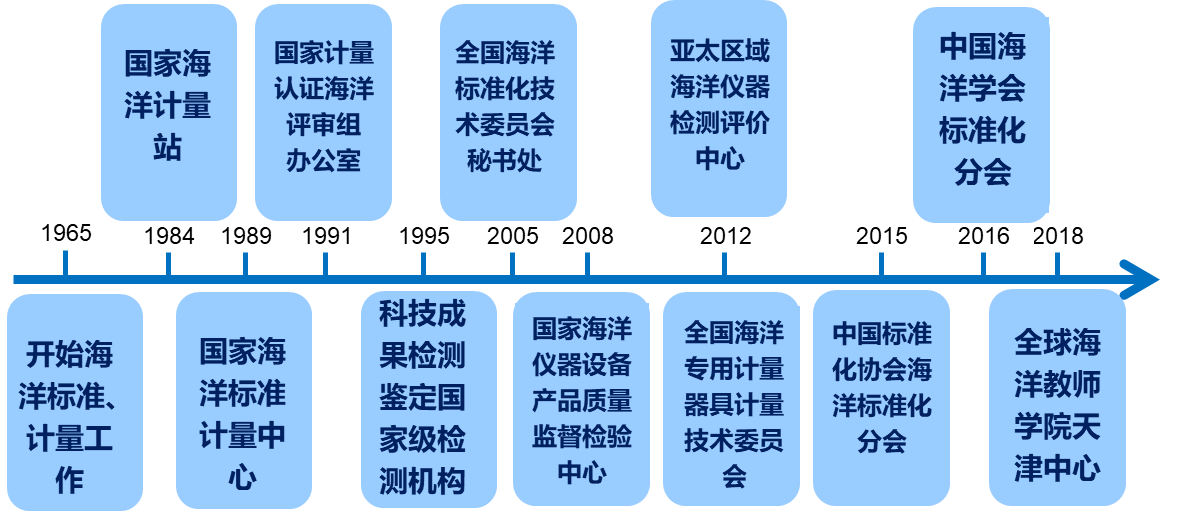 国家海
洋计量
站
国家计量
认证海洋
评审组
办公室
全国海洋
标准化技
术委员会
秘书处
亚太区域
海洋仪器
检测评价
中心
中国海
洋学会
标准化
分会
1965
1984
1989
1991
1995
2005
2008
2012
2015
2016
2018
开始海
洋标准、
计量工
作
国家海
洋标准
计量中
心
科技成
果检测
鉴定国
家级检
测机构
国家海洋
仪器设备
产品质量
监督检验
中心
全国海洋
专用计量
器具计量
技术委员
会
中国标准
化协会海
洋标准化
分会
全球海
洋教师
学院天
津中心